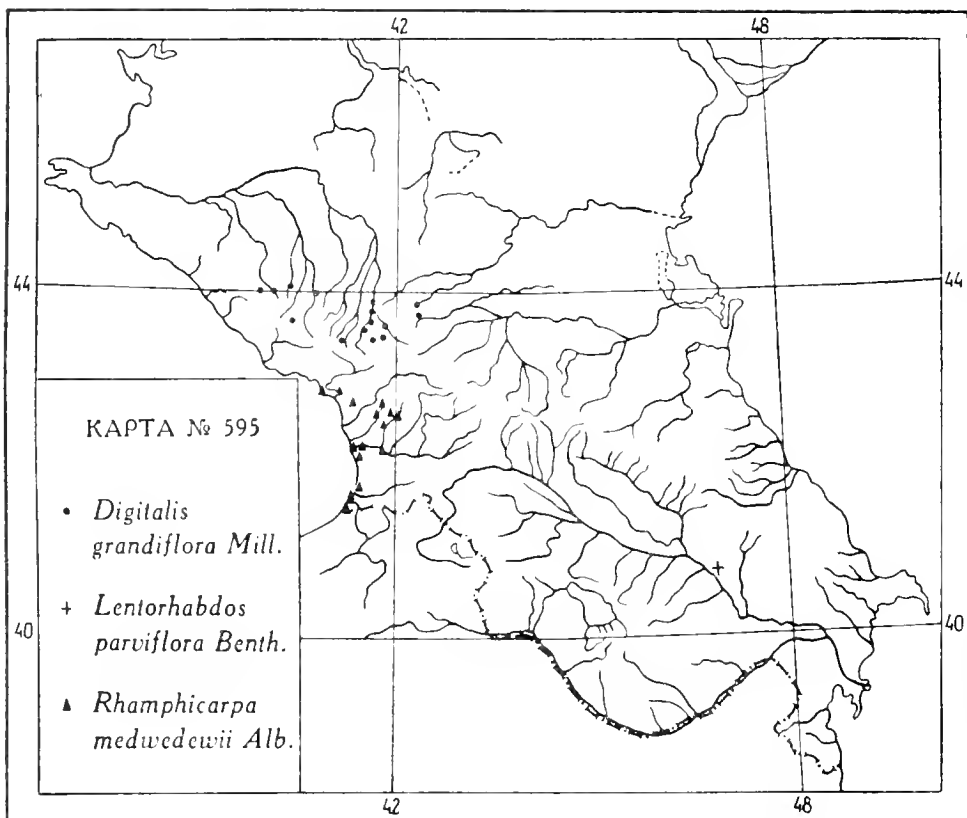 42 48
44 44
КАРТА № 595
• Digitalis
grandiflora Mill.
+ Lentorhabdos
parviflora Benth.
▲ Rhamphicarpa
medwedewii Alb.
40 40
42 48